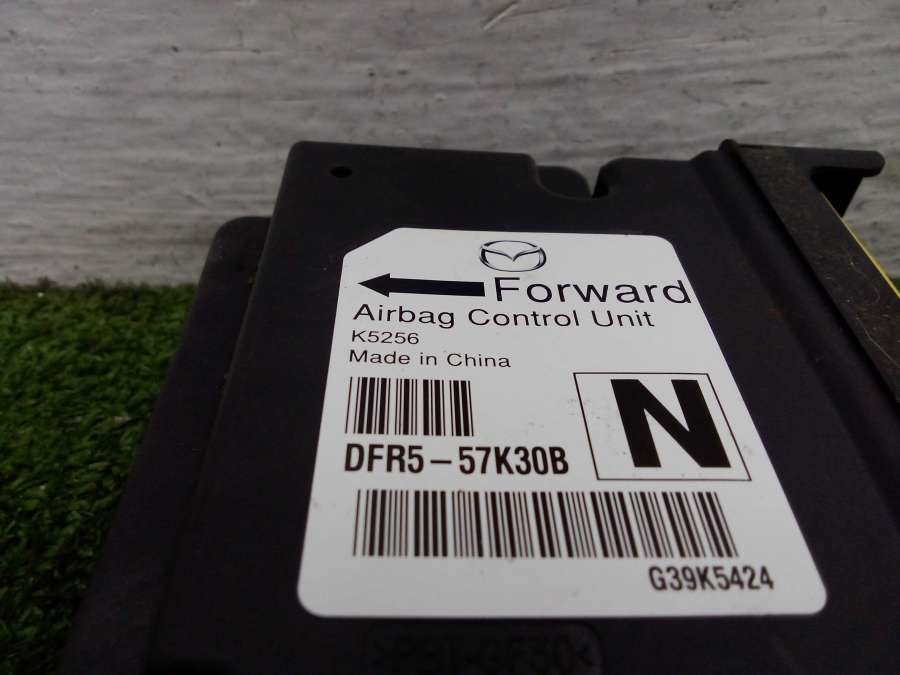 Forward
Airbag Control Unit
K5256
Made in China
N
DFR5-57K30B
G39K5424